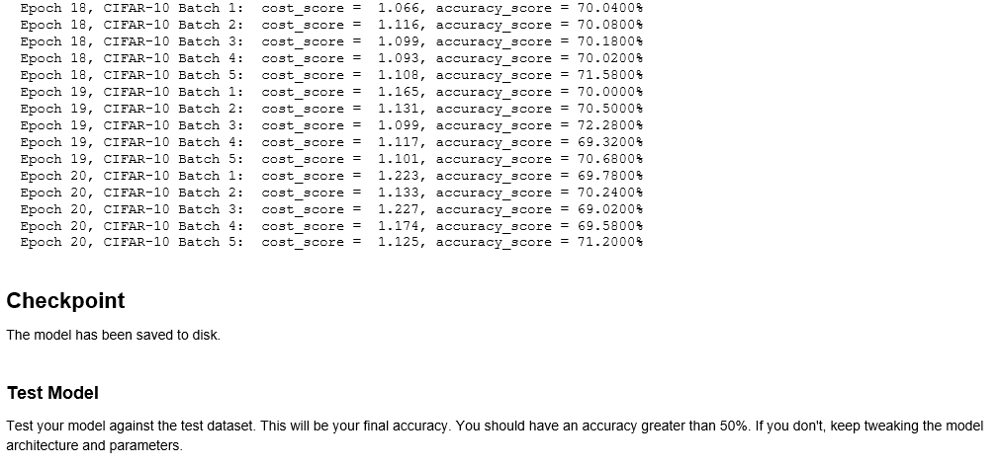 Epoch 18, CIFAR-10 Batch 1:  cost_score =  1.066, accuracy_score = 70.0400%
Epoch 18, CIFAR-10 Batch 2:  cost_score =  1.116, accuracy_score = 70.0800%
Epoch 18, CIFAR-10 Batch 3:  cost_score =  1.099, accuracy_score = 70.1800%
Epoch 18, CIFAR-10 Batch 4:  cost_score =  1.093, accuracy_score = 70.0200%
Epoch 18, CIFAR-10 Batch 5:  cost_score =  1.108, accuracy_score = 71.5800%
Epoch 19, CIFAR-10 Batch 1:  cost_score =  1.165, accuracy_score = 70.0000%
Epoch 19, CIFAR-10 Batch 2:  cost_score =  1.131, accuracy_score = 70.5000%
Epoch 19, CIFAR-10 Batch 3:  cost_score =  1.099, accuracy_score = 72.2800%
Epoch 19, CIFAR-10 Batch 4:  cost_score =  1.117, accuracy_score = 69.3200%
Epoch 19, CIFAR-10 Batch 5:  cost_score =  1.101, accuracy_score = 70.6800%
Epoch 20, CIFAR-10 Batch 1:  cost_score =  1.223, accuracy_score = 69.7800%
Epoch 20, CIFAR-10 Batch 2:  cost_score =  1.133, accuracy_score = 70.2400%
Epoch 20, CIFAR-10 Batch 3:  cost_score =  1.227, accuracy_score = 69.0200%
Epoch 20, CIFAR-10 Batch 4:  cost_score =  1.174, accuracy_score = 69.5800%
Epoch 20, CIFAR-10 Batch 5:  cost_score =  1.125, accuracy_score = 71.2000%
Checkpoint
The model has been saved to disk.
Test Model
Test your model against the test dataset. This will be your final accuracy. You should have an accuracy greater than 50%. If you don't, keep tweaking the model
architecture and parameters.